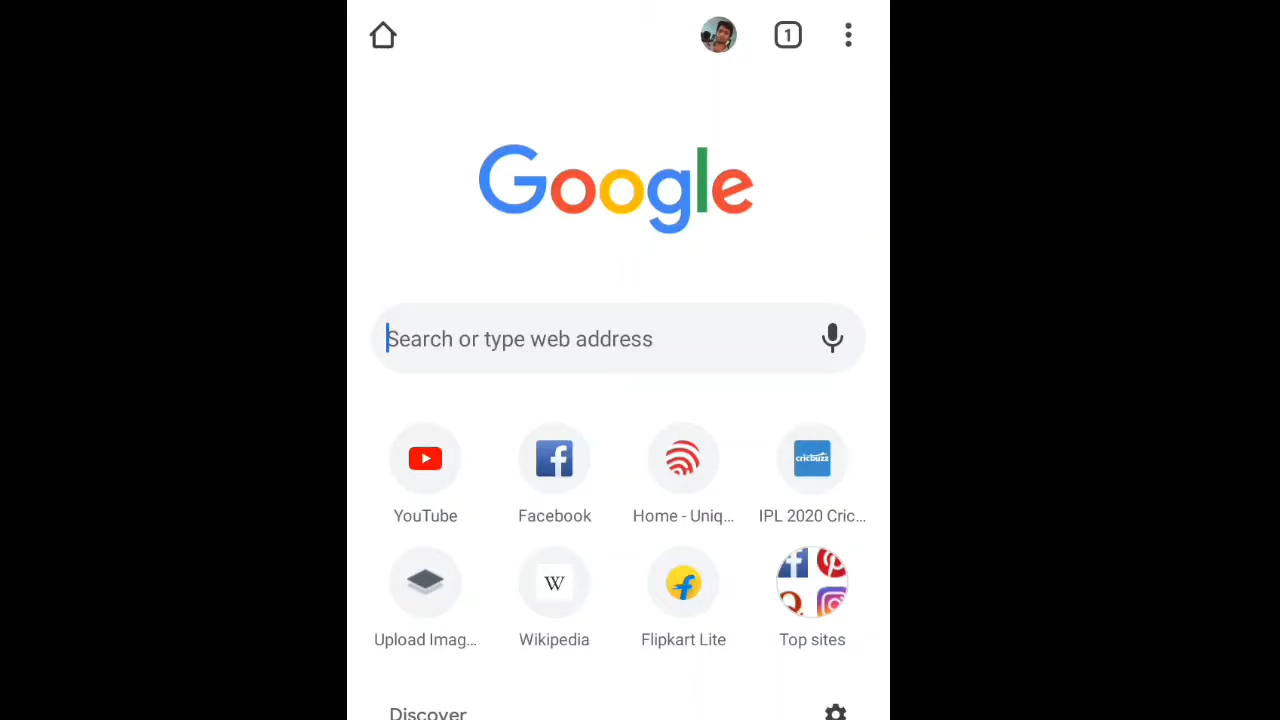 1
Google
Search or type web address
cricbuzz
YouTube
Facebook
Home - Uniq...
IPL 2020 Cric...
W
Upload Imag...
Wikipedia
Flipkart Lite
Top sites
Discover